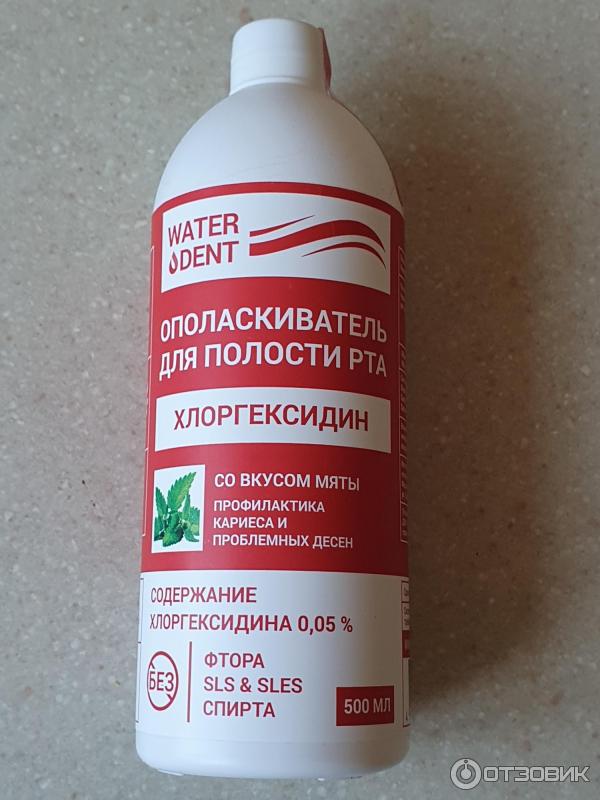 WATER
DENT
ОПОЛАСКИВАТЕЛЬ
ДЛЯ ПОЛОСТИ РТА
ХЛОРГЕКСИДИН
СО ВКУСОМ МЯТЫ
ПРОФИЛАКТИКА
КАРИЕСА И
ПРОБЛЕМНЫХ ДЕСЕН
СОДЕРЖАНИЕ
ХЛОРГЕКСИДИНА 0,05 %
БЕЗ
ФТОРА
SLS & SLES
СПИРТА
500 МЛ
ОТЗОВИК